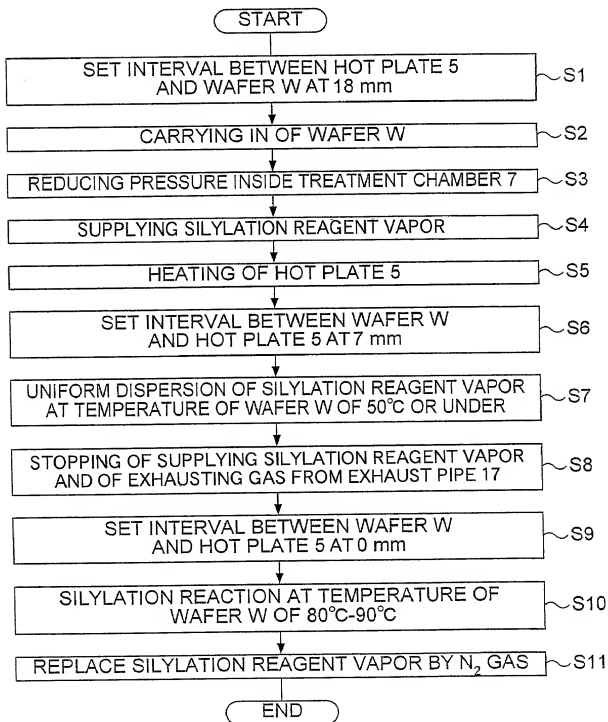 START
SET INTERVAL BETWEEN HOT PLATE 5
AND WAFER W AT 18 mm
S1
CARRYING IN OF WAFER W
S2
REDUCING PRESSURE INSIDE TREATMENT CHAMBER 7
S3
SUPPLYING SILYLATION REAGENT VAPOR
S4
HEATING OF HOT PLATE 5
S5
SET INTERVAL BETWEEN WAFER W
AND HOT PLATE 5 AT 7 mm
S6
UNIFORM DISPERSION OF SILYLATION REAGENT VAPOR
AT TEMPERATURE OF WAFER W OF 50°C OR UNDER
S7
STOPPING OF SUPPLYING SILYLATION REAGENT VAPOR
AND OF EXHAUSTING GAS FROM EXHAUST PIPE 17
S8
SET INTERVAL BETWEEN WAFER W
AND HOT PLATE 5 AT 0 mm
S9
SILYLATION REACTION AT TEMPERATURE OF
WAFER W OF 80°C-90°C
S10
REPLACE SILYLATION REAGENT VAPOR BY N₂ GAS
S11
END